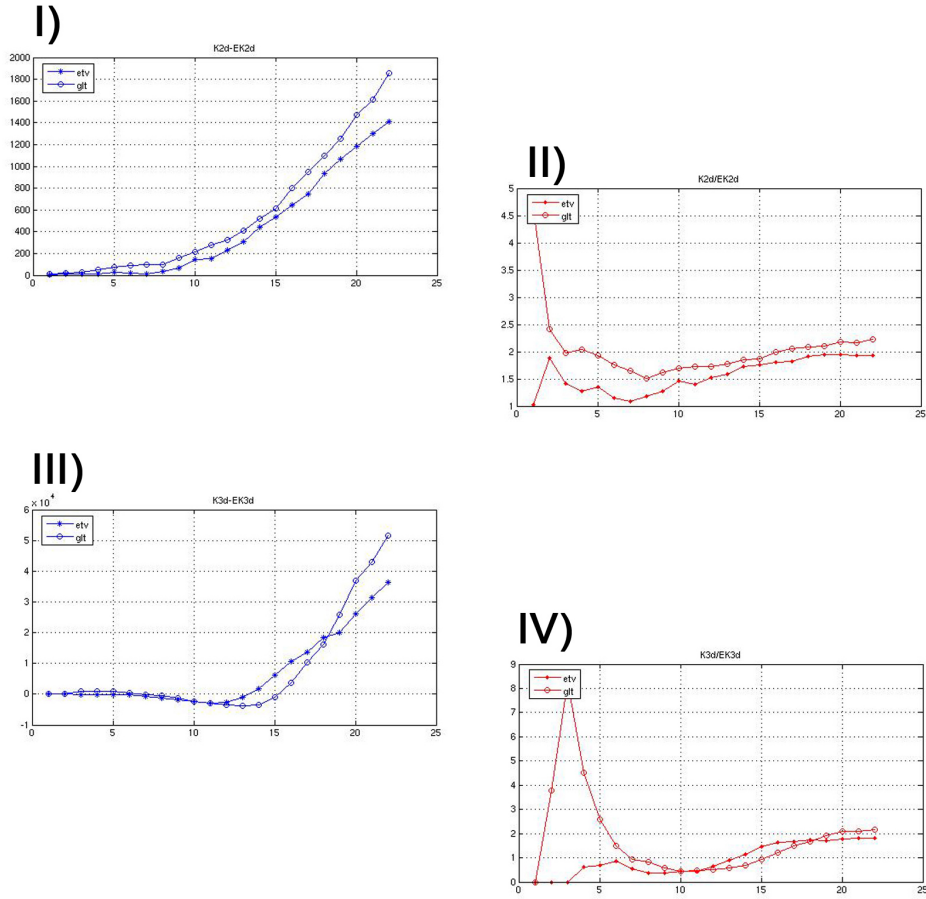 I)
K2d-EK2d
2000
1800
1600
1400
1200
1000
800
600
400
200
0
etv
glt
0 5 10 15 20 25
II)
K2d/EK2d
5
4.5
4
3.5
3
2.5
2
1.5
1
etv
glt
0 5 10 15 20 25
III)
K3d-EK3d
× 10^4
6
5
4
3
2
1
0
-1
etv
glt
0 5 10 15 20 25
IV)
K3d/EK3d
9
8
7
6
5
4
3
2
1
0
etv
glt
0 5 10 15 20 25